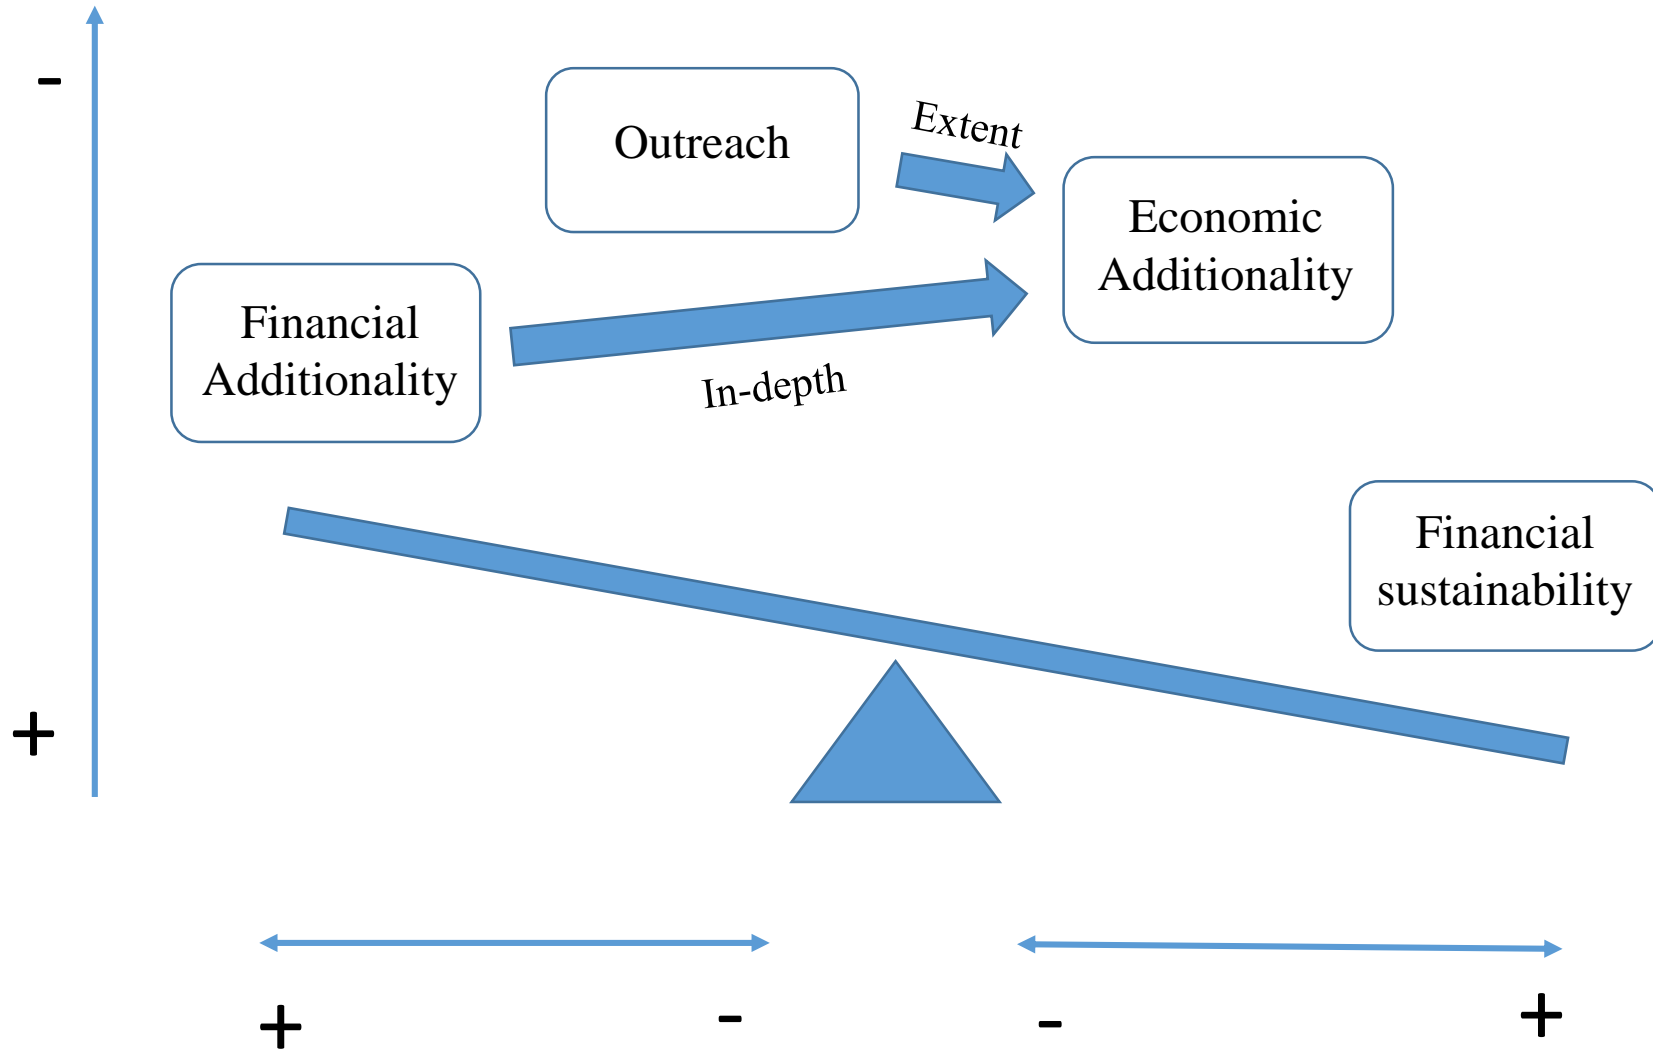 -
Outreach
Extent
Economic
Additionality
Financial
Additionality
In-depth
Financial
sustainability
+
+
-
-
+